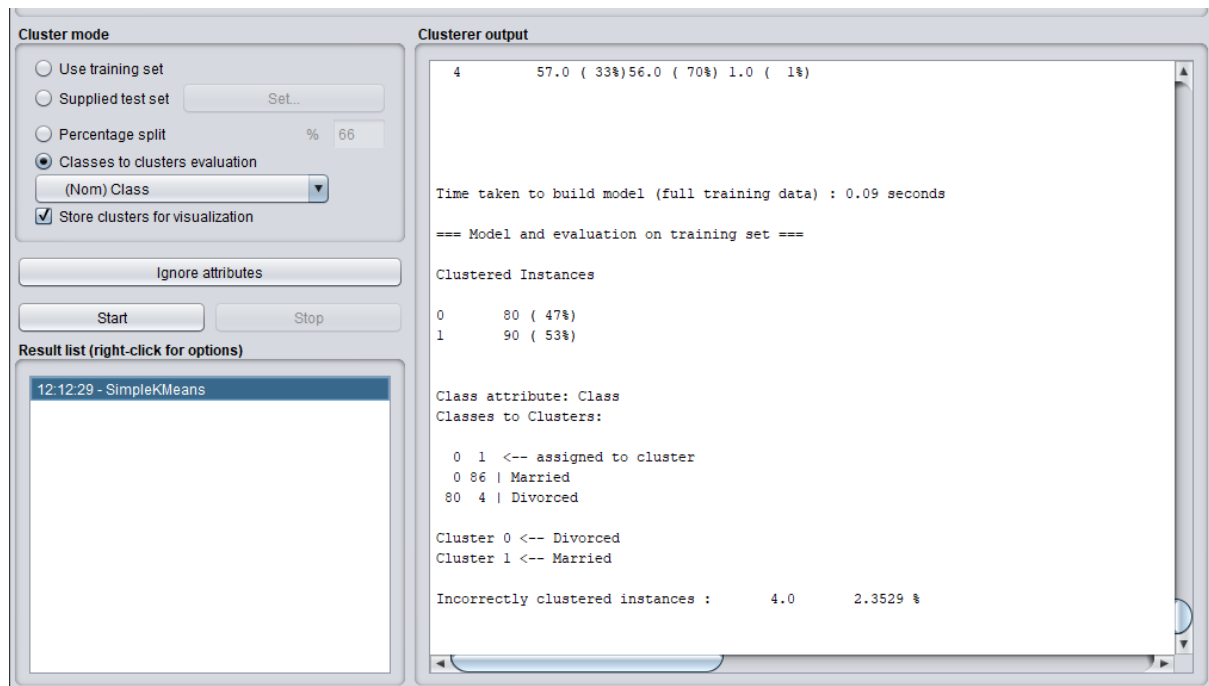 Cluster mode
Use training set
Supplied test set Set...
Percentage split % 66
Classes to clusters evaluation
(Nom) Class
Store clusters for visualization
Ignore attributes
Start Stop
Result list (right-click for options)
12:12:29 - SimpleKMeans
Clusterer output
4 57.0 ( 33%)56.0 ( 70%) 1.0 ( 1%)
Time taken to build model (full training data) : 0.09 seconds
=== Model and evaluation on training set ===
Clustered Instances
0 80 ( 47%)
1 90 ( 53%)
Class attribute: Class
Classes to Clusters:
0 1 <-- assigned to cluster
0 86 | Married
80 4 | Divorced
Cluster 0 <-- Divorced
Cluster 1 <-- Married
Incorrectly clustered instances : 4.0 2.3529 %